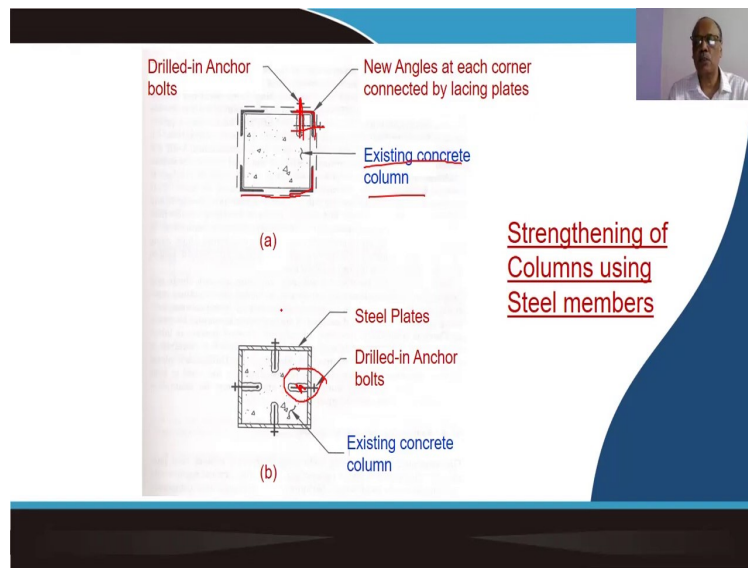 Drilled-in Anchor
bolts
New Angles at each corner
connected by lacing plates
Existing concrete
column
(a)
Strengthening of
Columns using
Steel members
Steel Plates
Drilled-in Anchor
bolts
Existing concrete
column
(b)